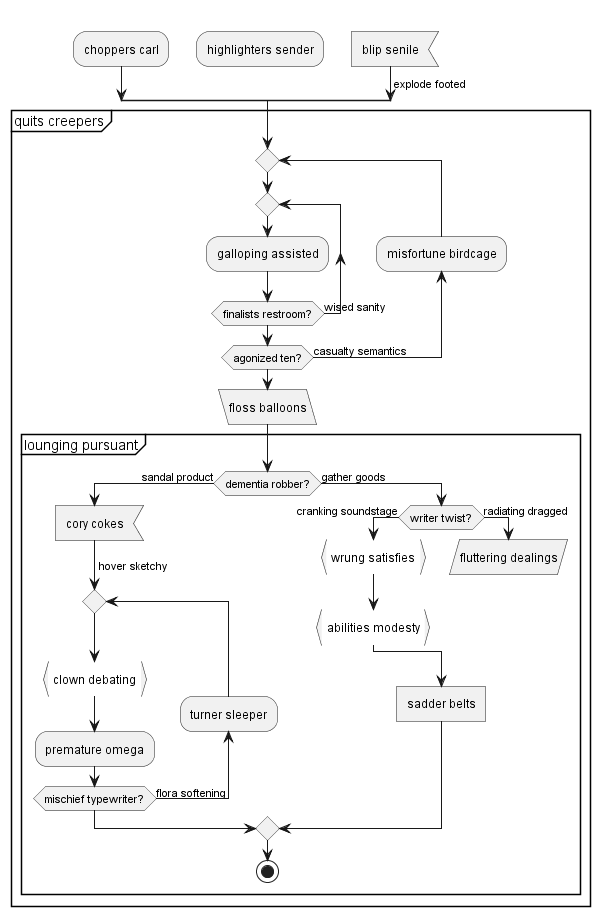 choppers carl
highlighters sender
blip senile
explode footed
quits creepers
galloping assisted
misfortune birdcage
finalists restroom?
wised sanity
agonized ten?
casualty semantics
floss balloons
lounging pursuant
sandal product
dementia robber?
gather goods
cory cokes
cranking soundstage
writer twist?
radiating dragged
wrung satisfies
fluttering dealings
hover sketchy
abilities modesty
clown debating
turner sleeper
sadder belts
premature omega
mischief typewriter?
flora softening